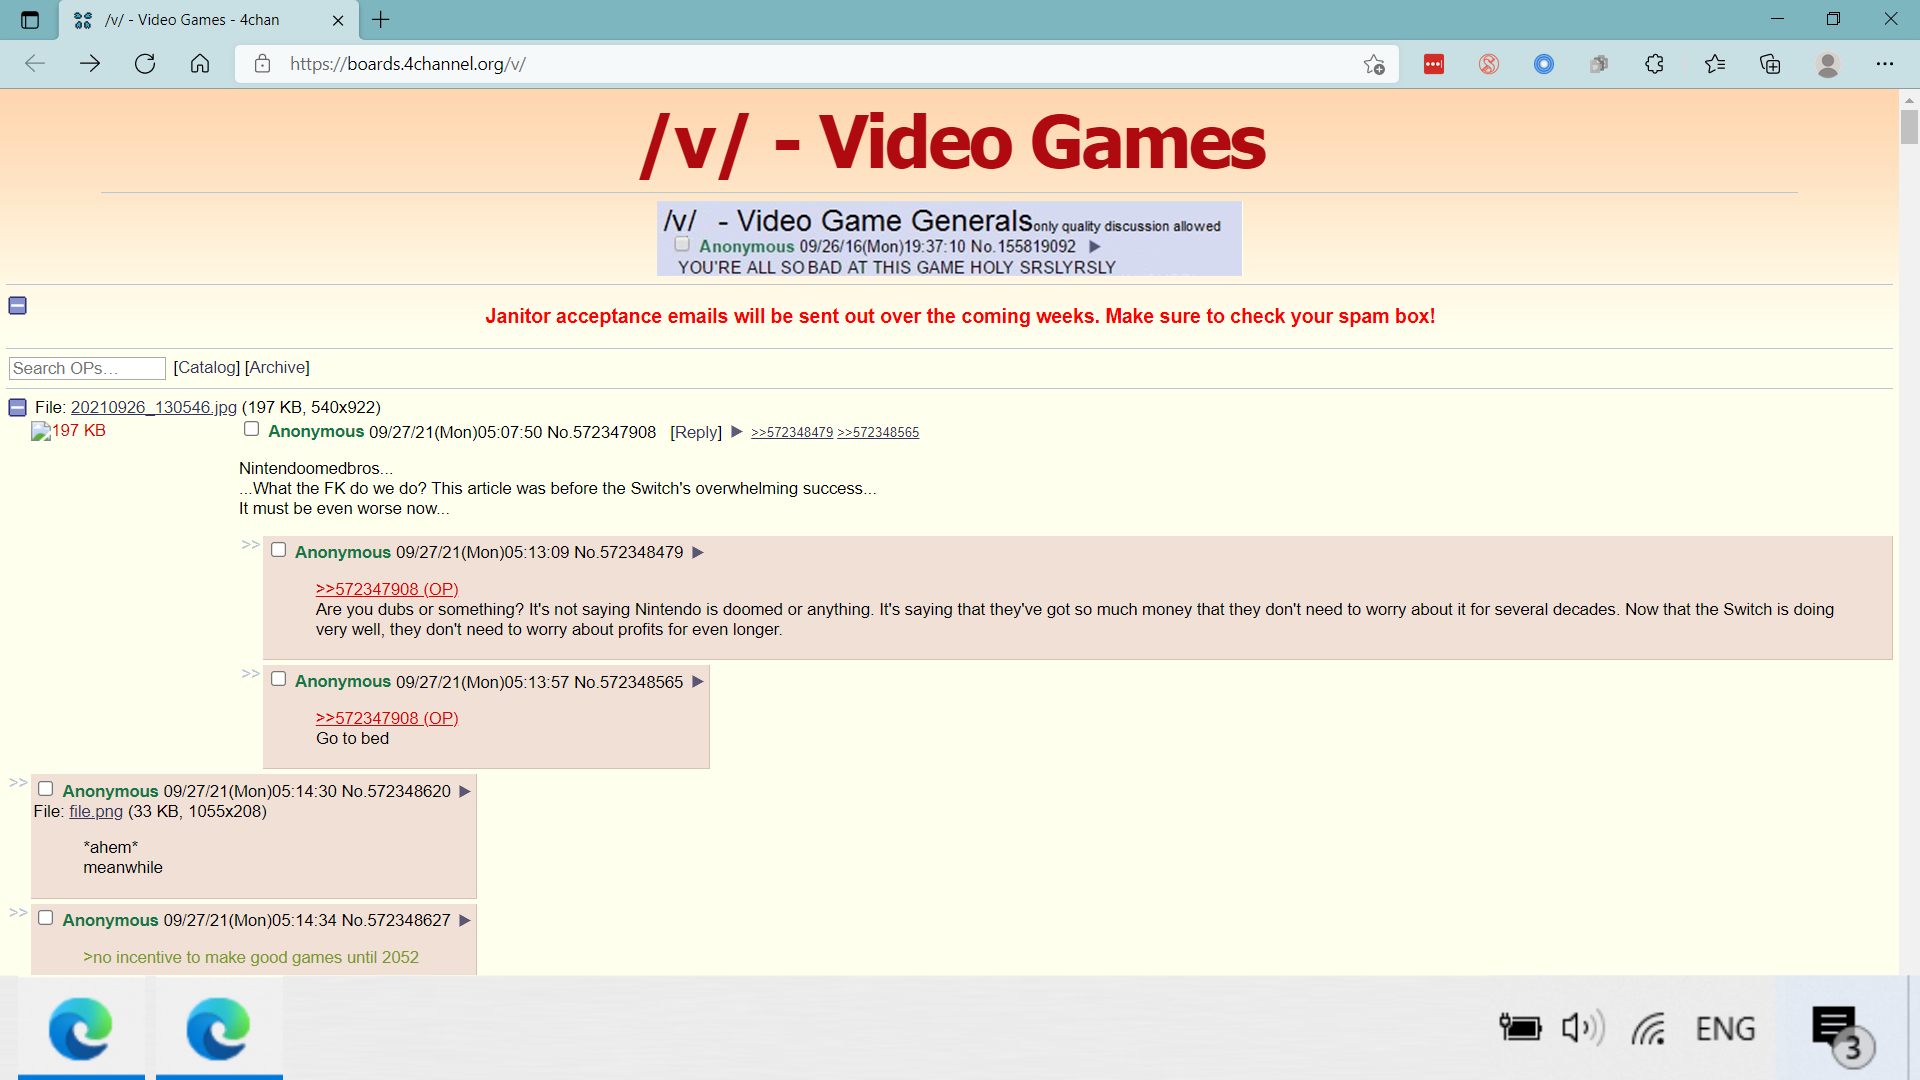 /v/ - Video Games - 4chan
https://boards.4channel.org/v/
/v/ - Video Games
/v/ - Video Game Generals only quality discussion allowed
Anonymous 09/26/16(Mon)19:37:10 No.155819092 ▶
YOU'RE ALL SO BAD AT THIS GAME HOLY SRSLYRSLY
Janitor acceptance emails will be sent out over the coming weeks. Make sure to check your spam box!
Search OPs... [Catalog] [Archive]
File: 20210926_130546.jpg (197 KB, 540x922)
197 KB
Anonymous 09/27/21(Mon)05:07:50 No.572347908 [Reply] ▶ >>572348479 >>572348565
Nintendoomedbros...
...What the FK do we do? This article was before the Switch's overwhelming success...
It must be even worse now...
>> Anonymous 09/27/21(Mon)05:13:09 No.572348479 ▶
>>572347908 (OP)
Are you dubs or something? It's not saying Nintendo is doomed or anything. It's saying that they've got so much money that they don't need to worry about it for several decades. Now that the Switch is doing
very well, they don't need to worry about profits for even longer.
>> Anonymous 09/27/21(Mon)05:13:57 No.572348565 ▶
>>572347908 (OP)
Go to bed
>> Anonymous 09/27/21(Mon)05:14:30 No.572348620 ▶
File: file.png (33 KB, 1055x208)
*ahem*
meanwhile
>> Anonymous 09/27/21(Mon)05:14:34 No.572348627 ▶
>no incentive to make good games until 2052
ENG
3